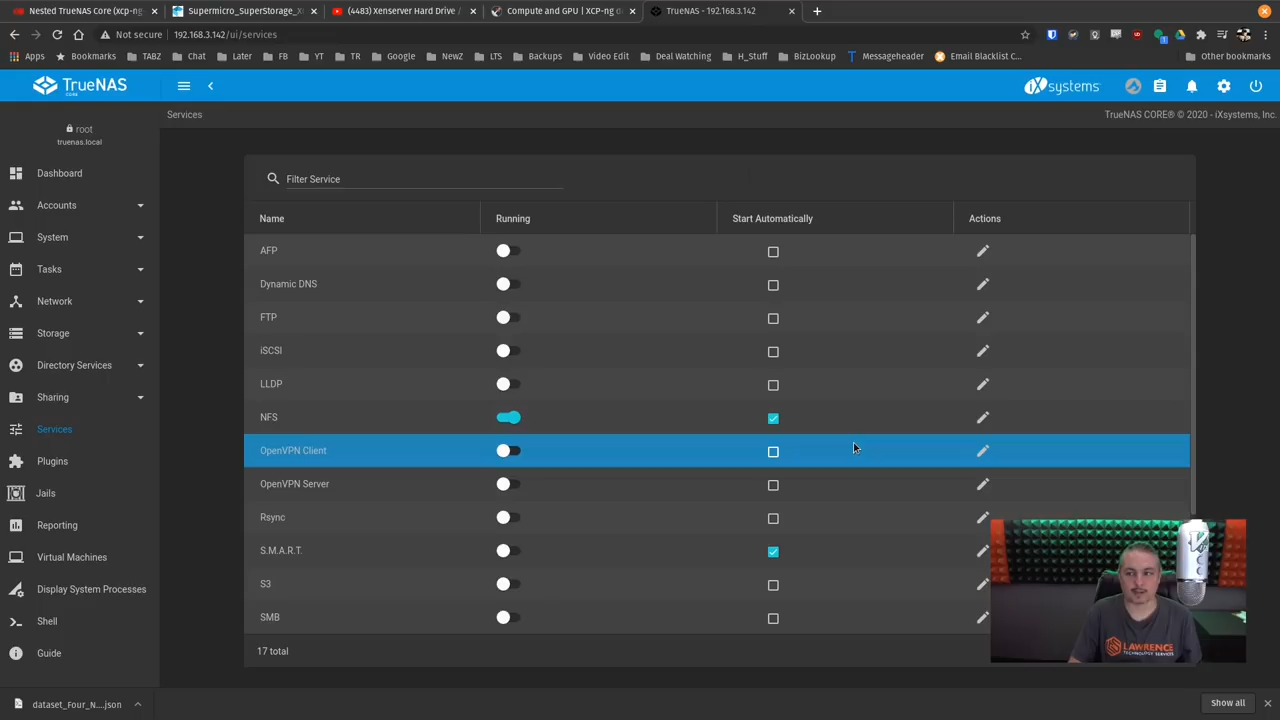 Nested TrueNas Core (xcp-ng
Supermicro_SuperStorage_X
(4483) Xenserver Hard Drive /
Compute and GPU | XCP-ng d
TrueNAS - 192.168.3.142
Not secure | 192.168.3.142/ui/services
Apps Bookmarks TABZ Chat Later FB YT TR Google NewZ LTS Backups Video Edit Deal Watching H_Stuff BizLookup Messageheader Email Blacklist C... Other bookmarks
TrueNAS
CORE
iXsystems
root
truenas.local
Services
TrueNAS CORE® © 2020 - iXsystems, Inc.
Dashboard
Accounts
System
Tasks
Network
Storage
Directory Services
Sharing
Services
Plugins
Jails
Reporting
Virtual Machines
Display System Processes
Shell
Guide
Filter Service
Name Running Start Automatically Actions
AFP
Dynamic DNS
FTP
iSCSI
LLDP
NFS
OpenVPN Client
OpenVPN Server
Rsync
S.M.A.R.T.
S3
SMB
17 total
LAWRENCE
TECHNOLOGY SERVICES
dataset_Four_N....json
Show all